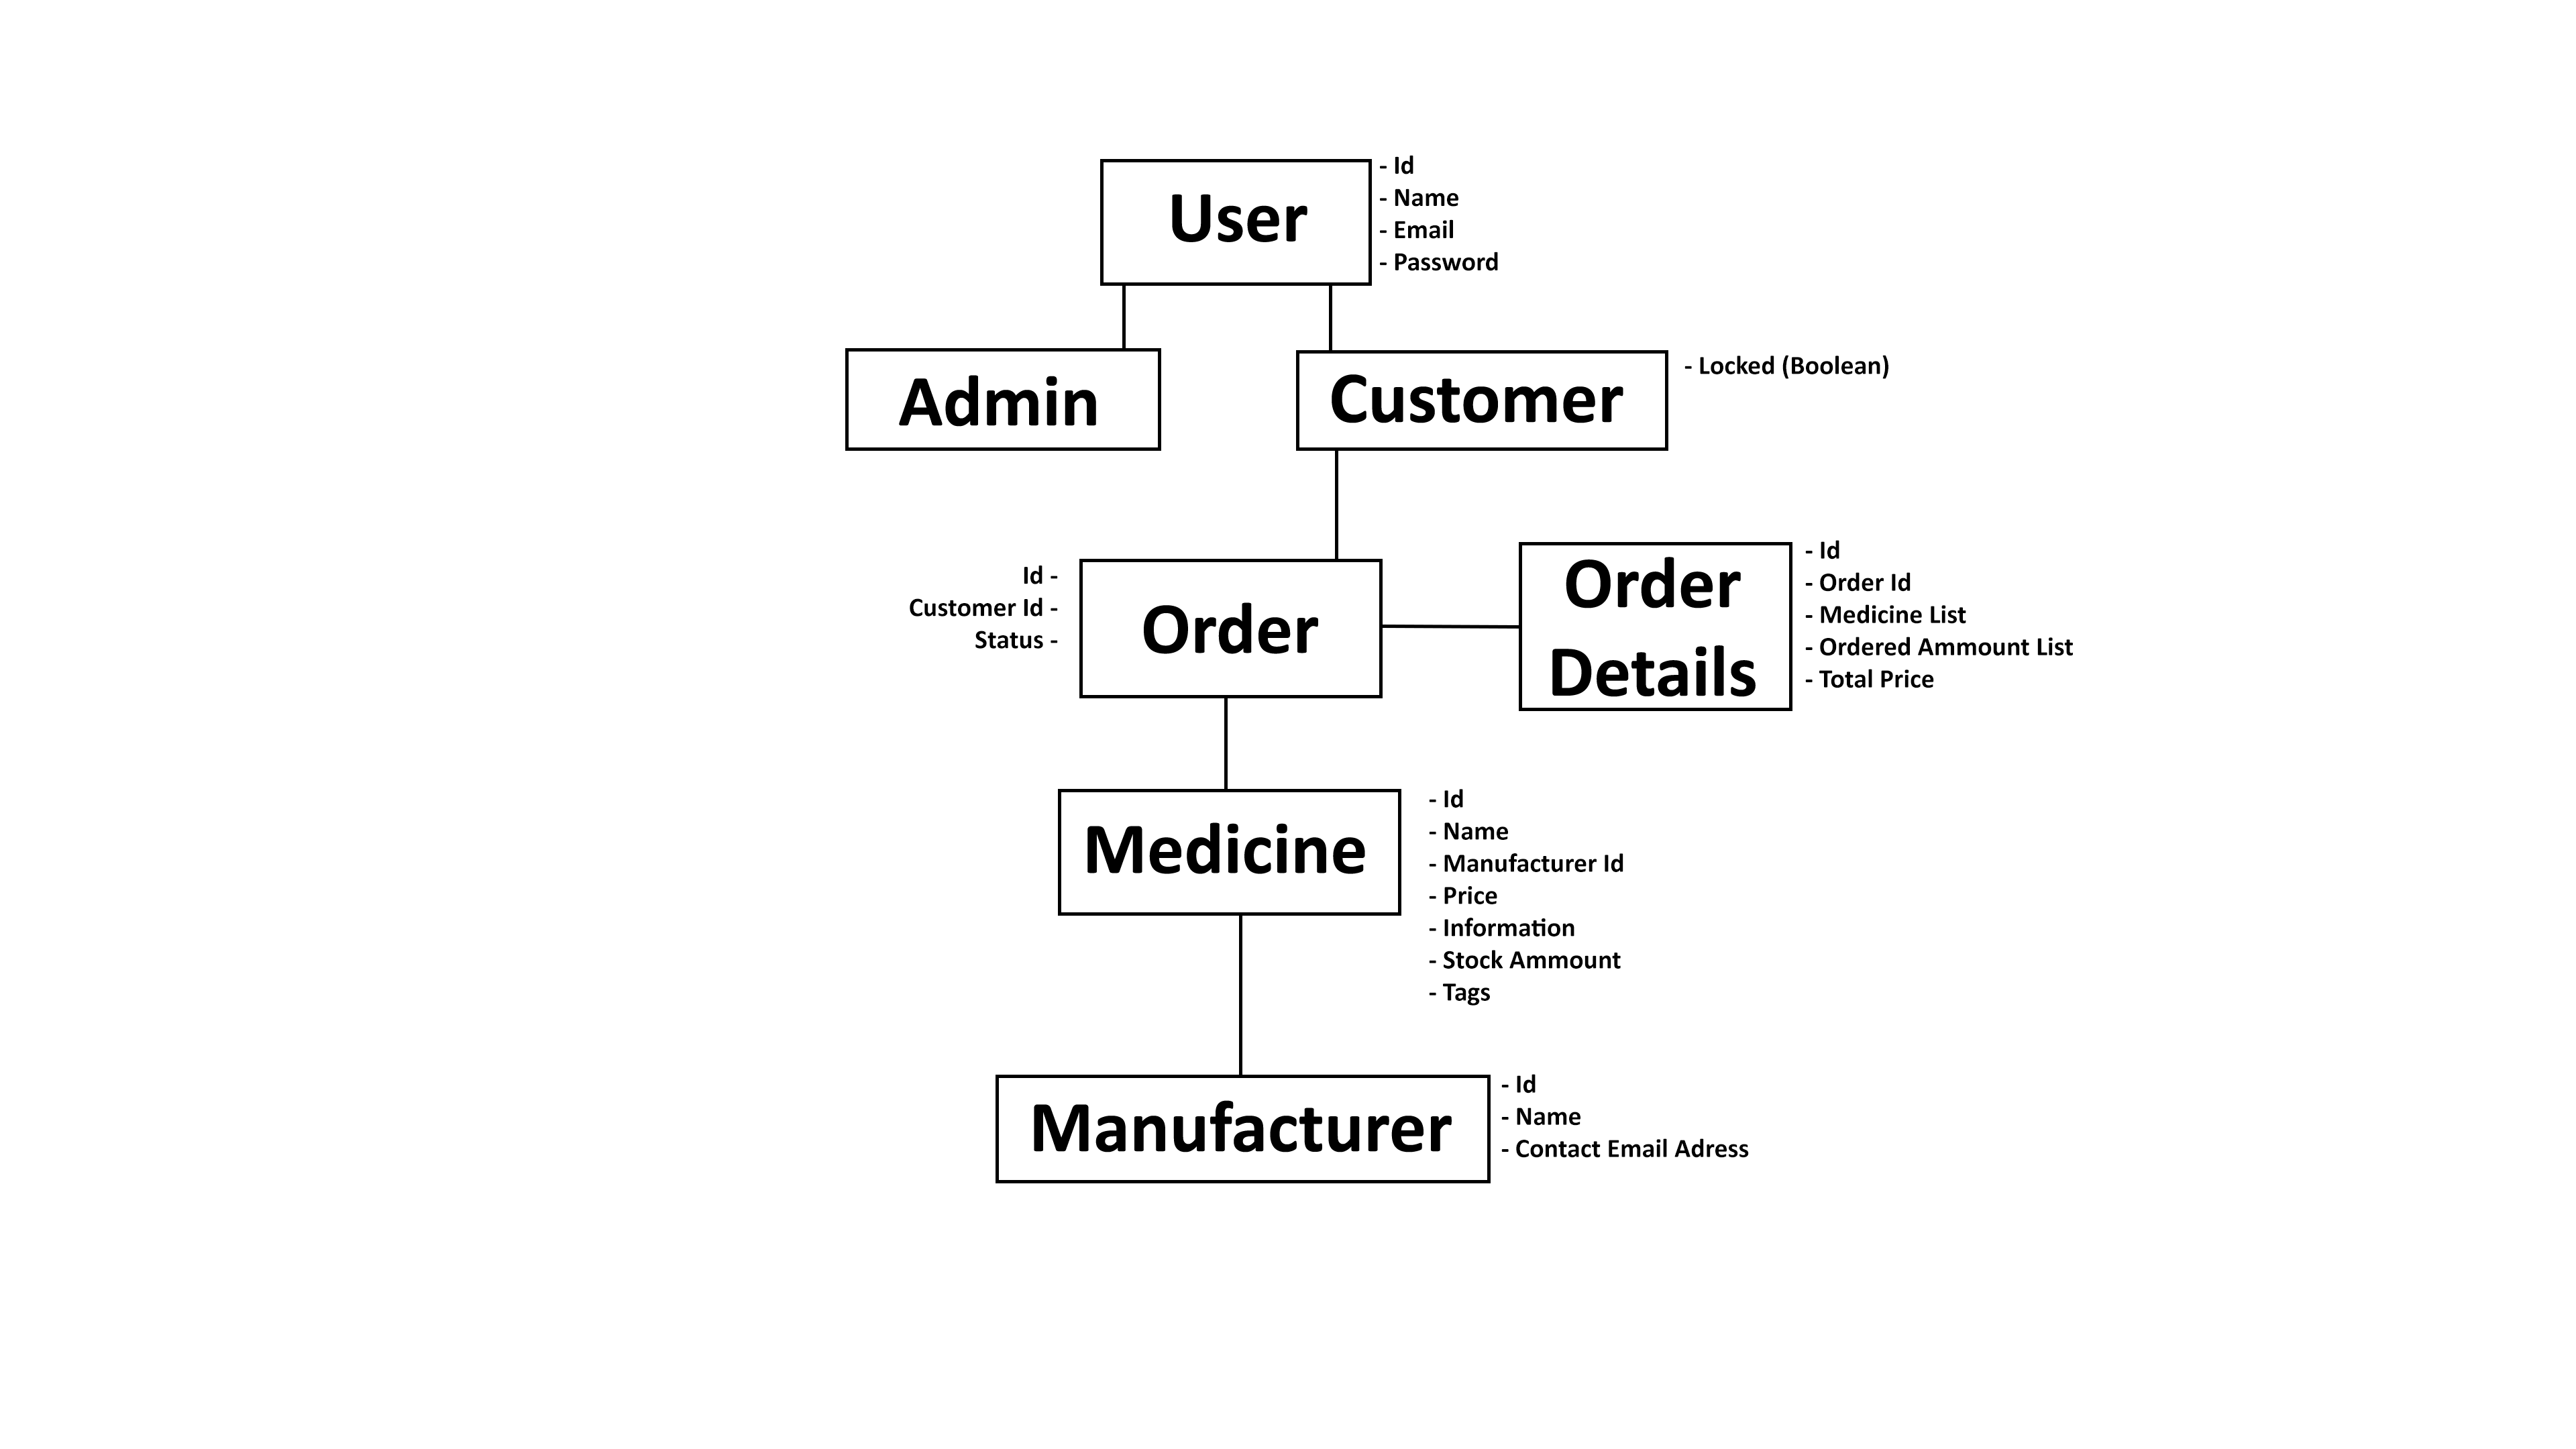 User
- Id
- Name
- Email
- Password
Admin
Customer
- Locked (Boolean)
Id -
Customer Id -
Status -
Order
Order
Details
- Id
- Order Id
- Medicine List
- Ordered Ammount List
- Total Price
Medicine
- Id
- Name
- Manufacturer Id
- Price
- Information
- Stock Ammount
- Tags
Manufacturer
- Id
- Name
- Contact Email Adress